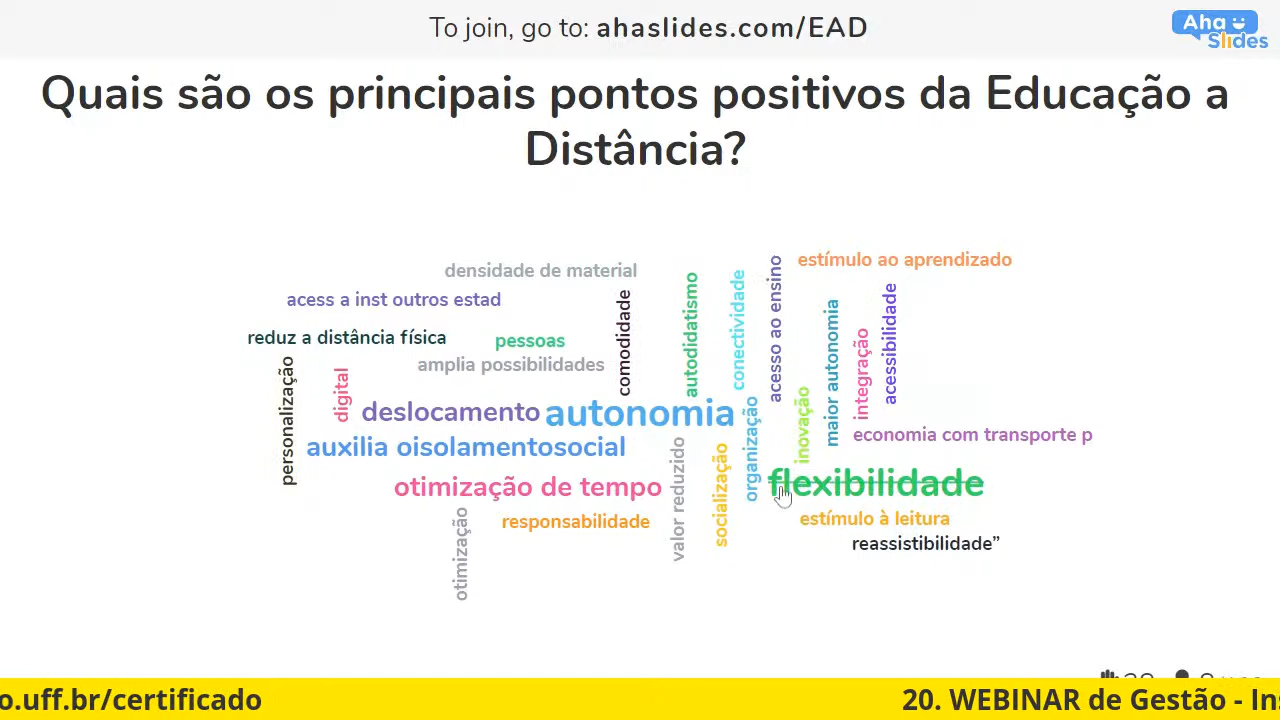 To join, go to: ahaslides.com/EAD
Aha
Slides
Quais são os principais pontos positivos da Educação a
Distância?
estímulo ao aprendizado
densidade de material
acess a inst outros estad
reduz a distância física
pessoas
amplia possibilidades
comodidade
autodidatismo
conectividade
acesso ao ensino
maior autonomia
integração
acessibilidade
personalização
digital
deslocamento
autonomia
organização
inovação
economia com transporte p
auxilia oisolamentosocial
otimização de tempo
valor reduzido
socialização
flexibilidade
otimização
responsabilidade
estímulo à leitura
reassistibilidade”
o.uff.br/certificado
20. WEBINAR de Gestão - Ins